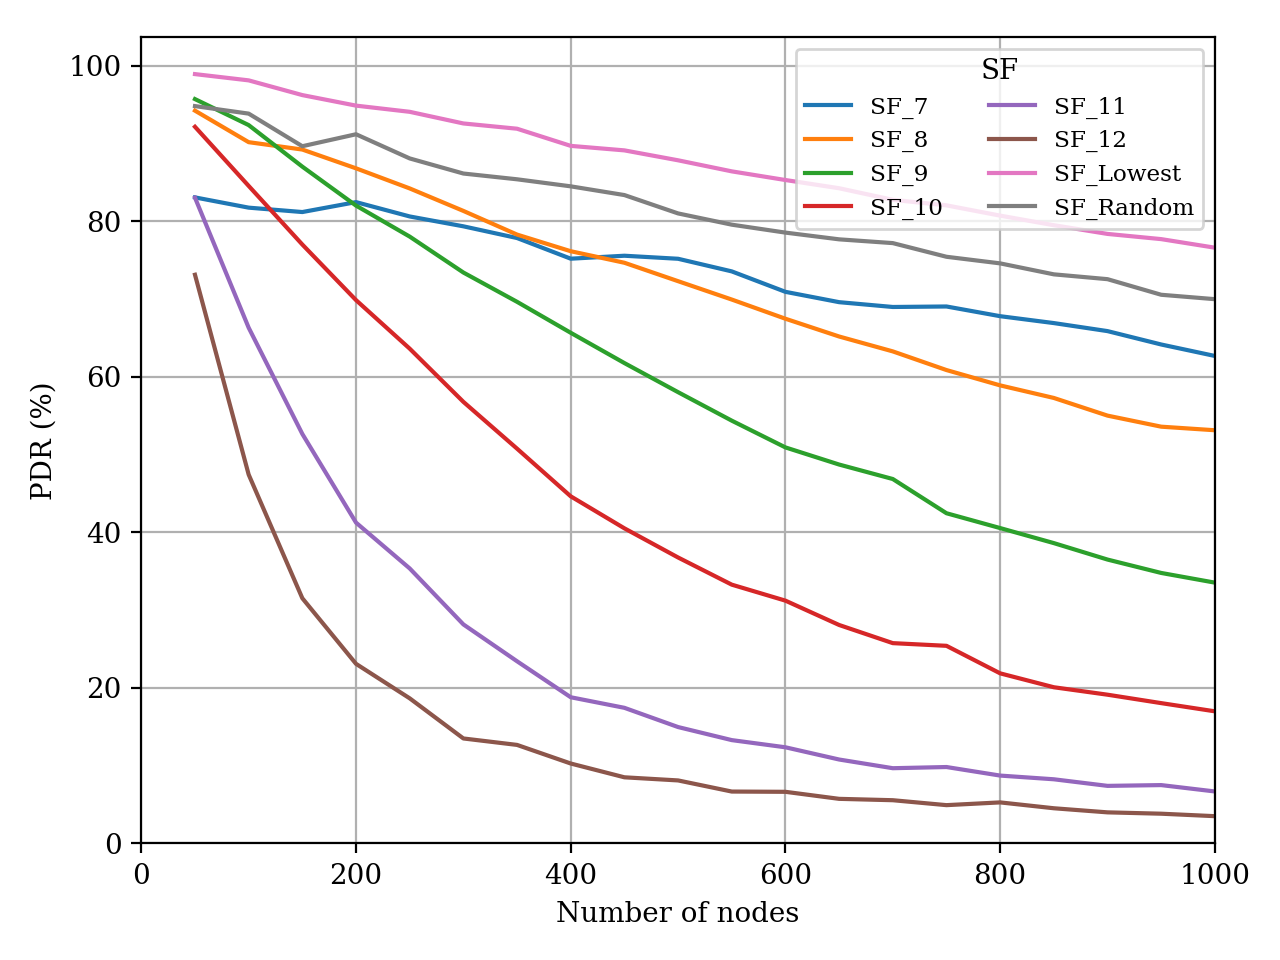 100
80
60
40
20
0
PDR (%)
0 200 400 600 800 1000
Number of nodes
SF
SF_7 SF_11
SF_8 SF_12
SF_9 SF_Lowest
SF_10 SF_Random